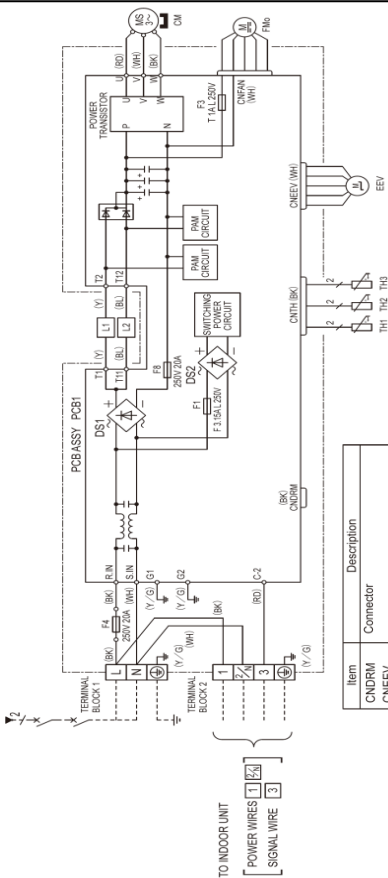 MS
3~
CM
M
FMo
(RD)
(WH)
(BK)
U
V
W
POWER
TRANSISTOR
P
N
F3
T 1A L 250V
CNFAN
(WH)
CNEEV (WH)
M
EEV
PAM
CIRCUIT
PAM
CIRCUIT
T2
T12
(Y)
(BL)
L1
L2
(Y)
(BL)
T1
T11
F8
250V 20A
SWITCHING
POWER
CIRCUIT
DS2
F1
F 3.15A L 250V
CNTH (BK)
2
2
2
TH1
TH2
TH3
PCB ASSY PCB1
DS1
(BK)
CNDRM
R.IN
S.IN
G1
G2
C-2
(BK)
(WH)
(Y/G)
(Y/G)
(RD)
F4
250V 20A
(BK)
(Y/G)
(WH)
(BK)
(Y/G)
TERMINAL
BLOCK 1
L
N
TERMINAL
BLOCK 2
1
2/N
3
2
TO INDOOR UNIT
POWER WIRES 1 2/N
SIGNAL WIRE 3
Item Description
CNDRM Connector
CNEEV